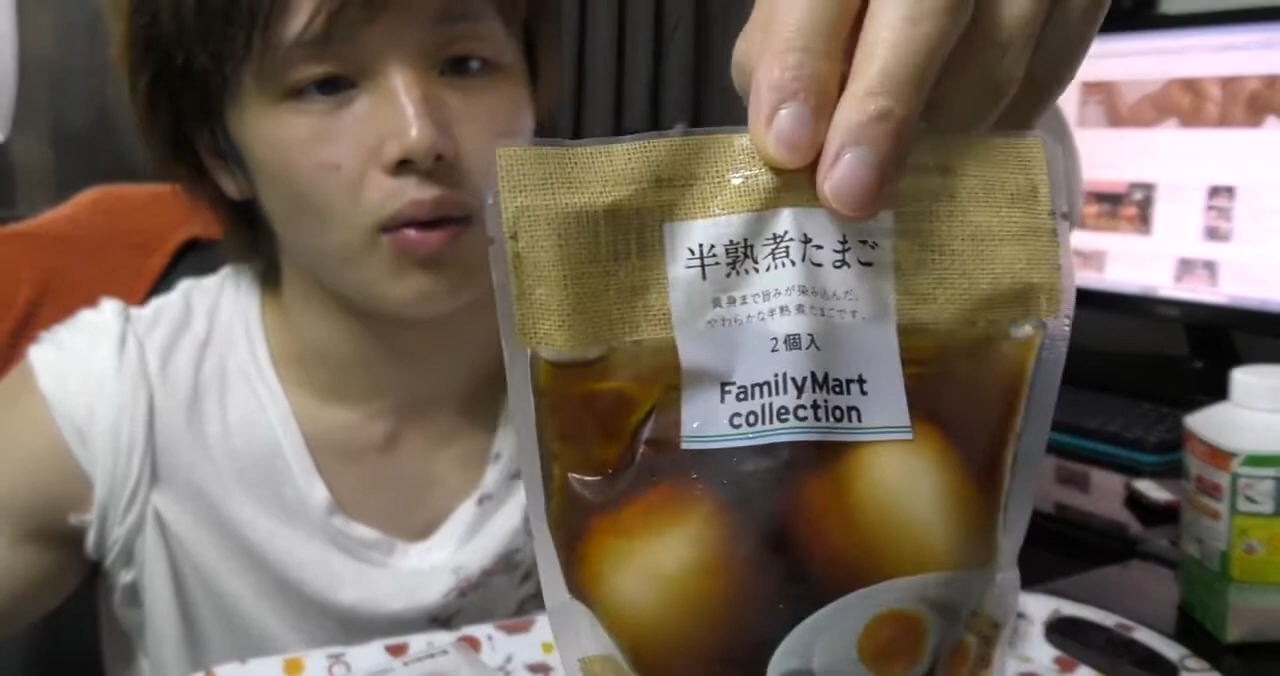 半熟煮たまご
黄身まで旨みが染み込んだ、
やわらかな半熟煮たまごです。
2個入
FamilyMart
collection